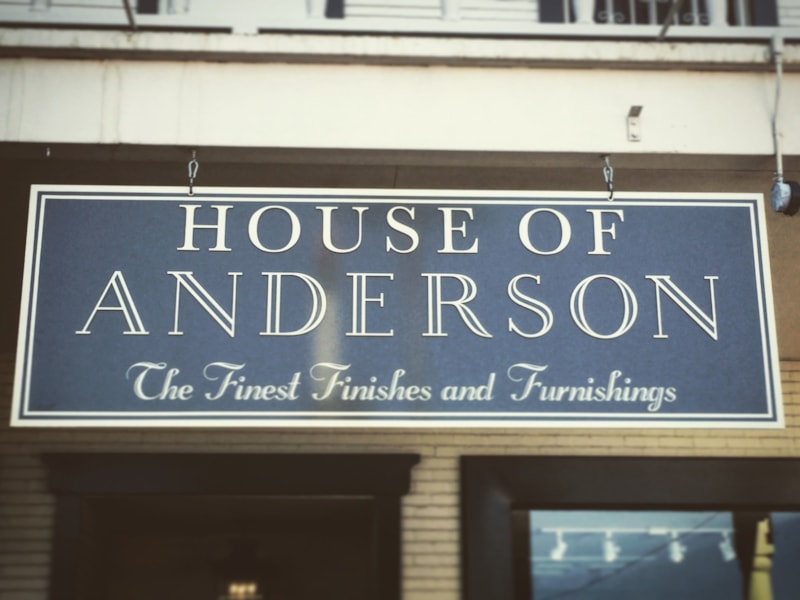 HOUSE OF
ANDERSON
The Finest Finishes and Furnishings